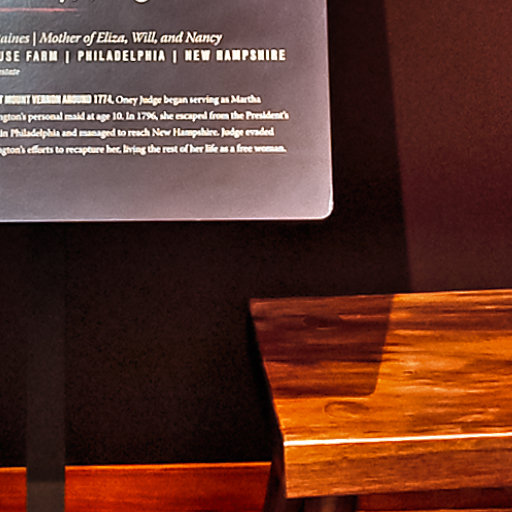 aines | Mother of Eliza, Will, and Nancy
USE FARM | PHILADELPHIA | NEW HAMPSHIRE
estate
T MOUNT VERNON AROUND 1774, Oney Judge began serving as Martha
ngton's personal maid at age 10. In 1796, she escaped from the President's
in Philadelphia and managed to reach New Hampshire. Judge evaded
ngton's efforts to recapture her, living the rest of her life as a free woman.